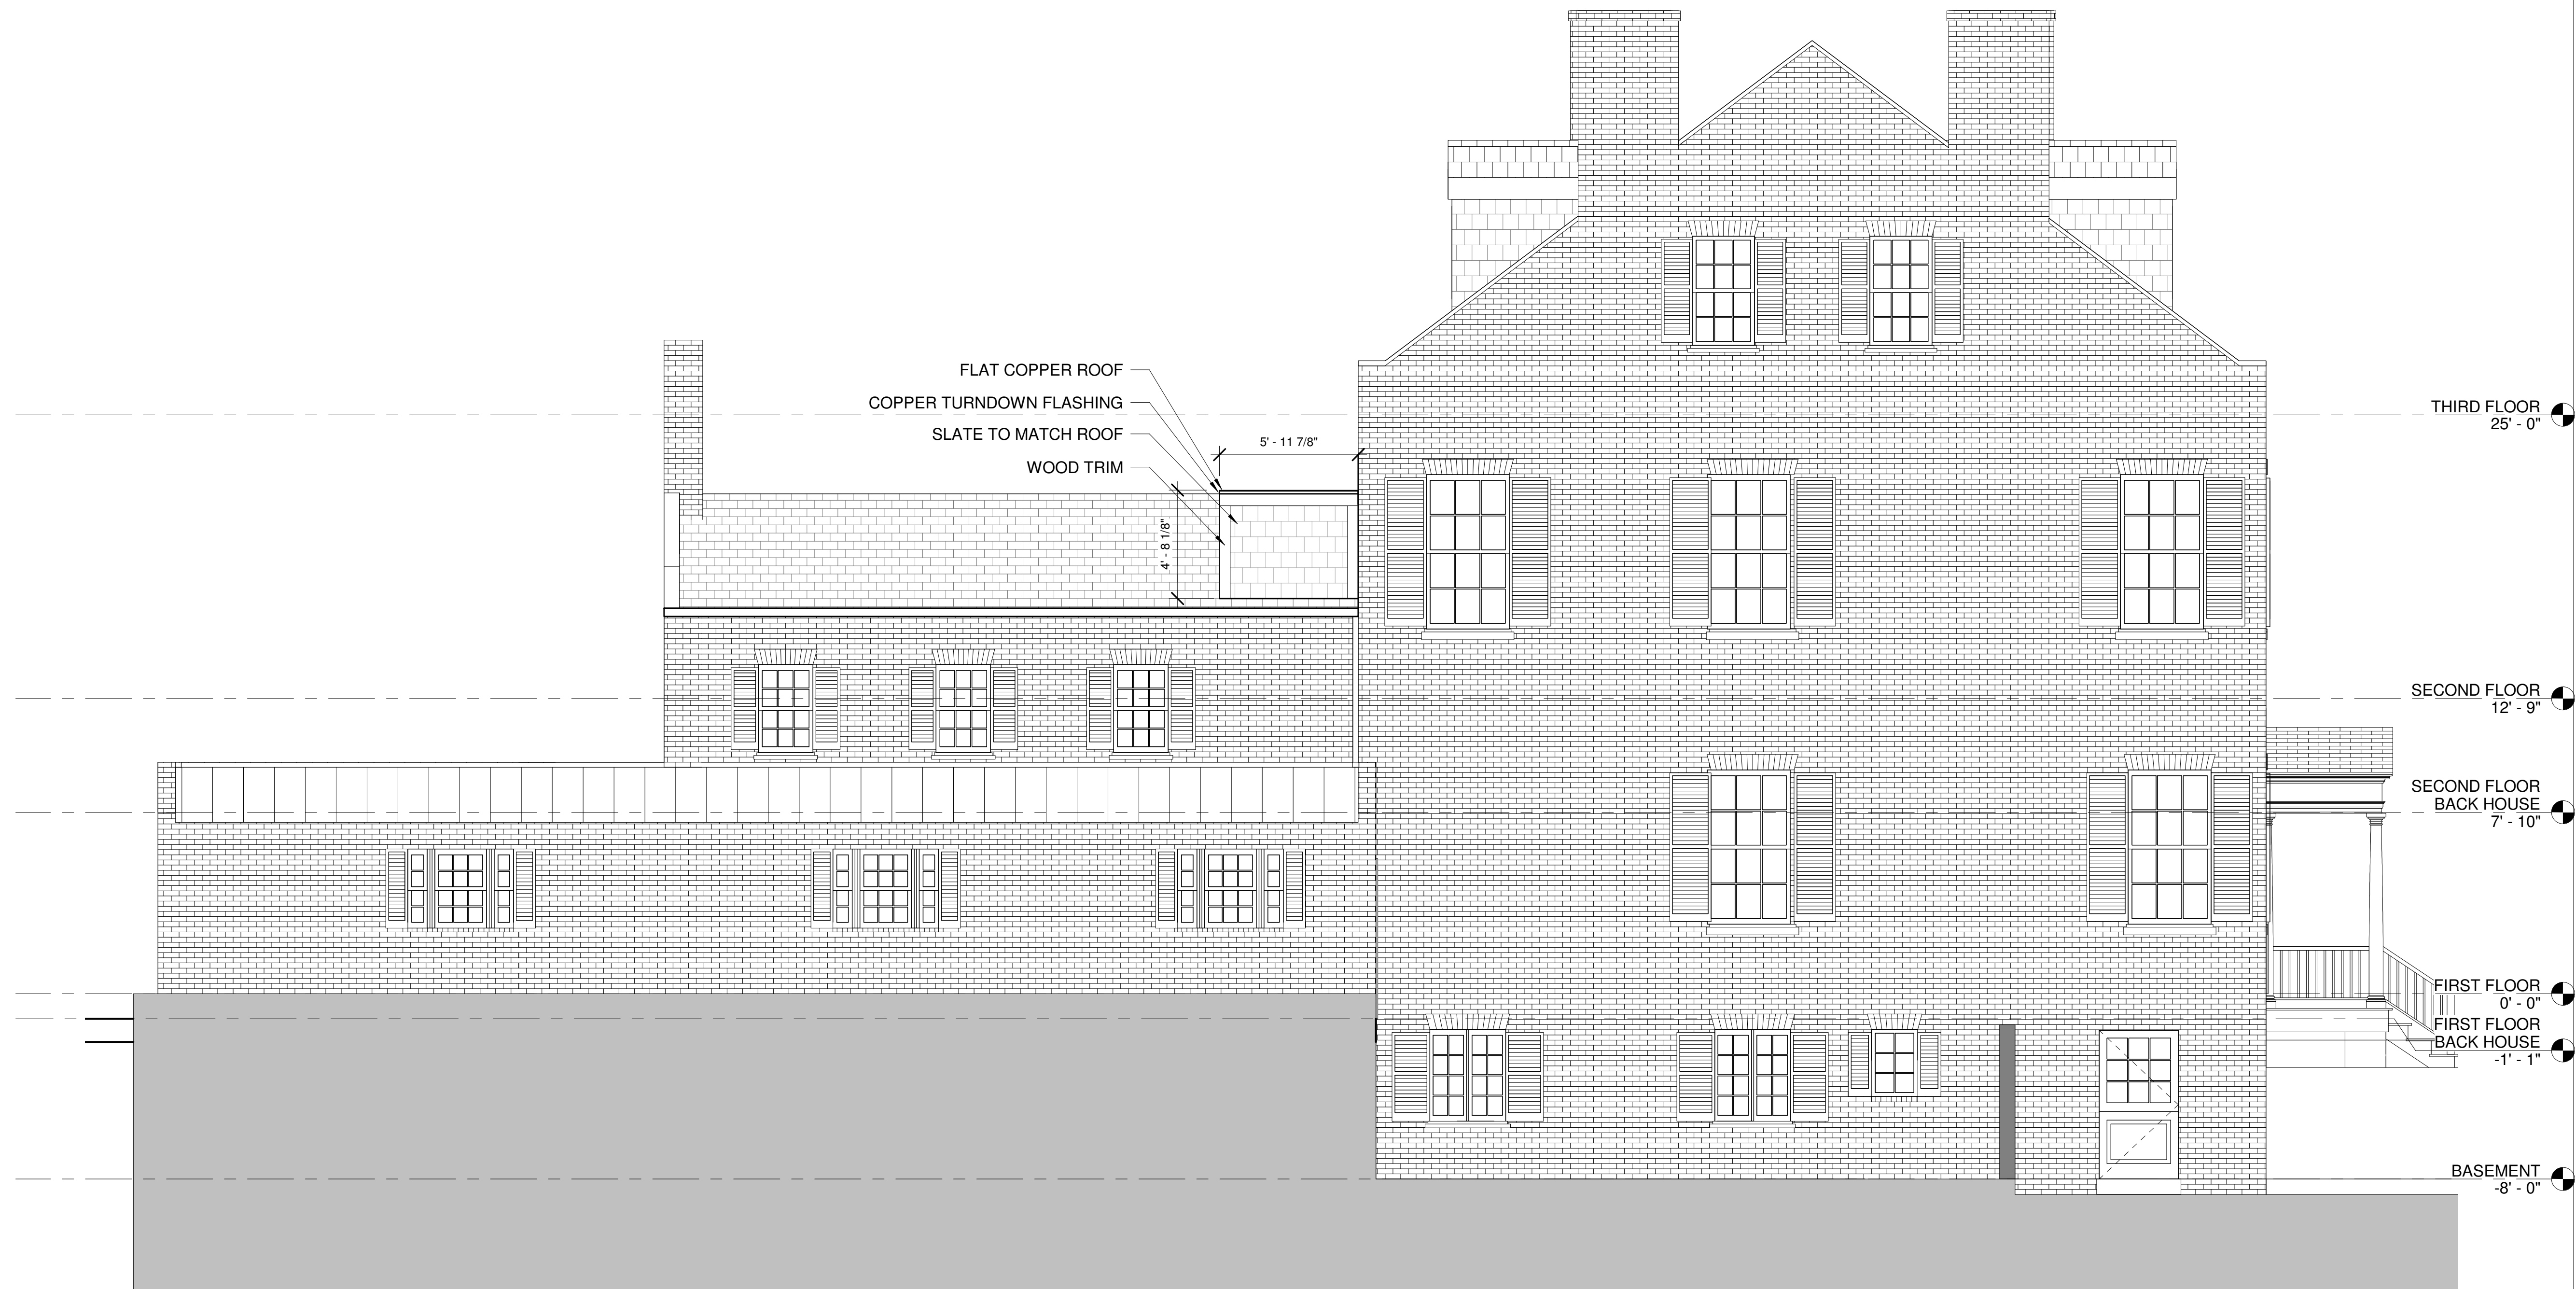 FLAT COPPER ROOF
COPPER TURNDOWN FLASHING
SLATE TO MATCH ROOF
WOOD TRIM
5' - 11 7/8"
4' - 8 1/8"
THIRD FLOOR
25' - 0"
SECOND FLOOR
12' - 9"
SECOND FLOOR
BACK HOUSE
7' - 10"
FIRST FLOOR
0' - 0"
FIRST FLOOR
BACK HOUSE
-1' - 1"
BASEMENT
-8' - 0"